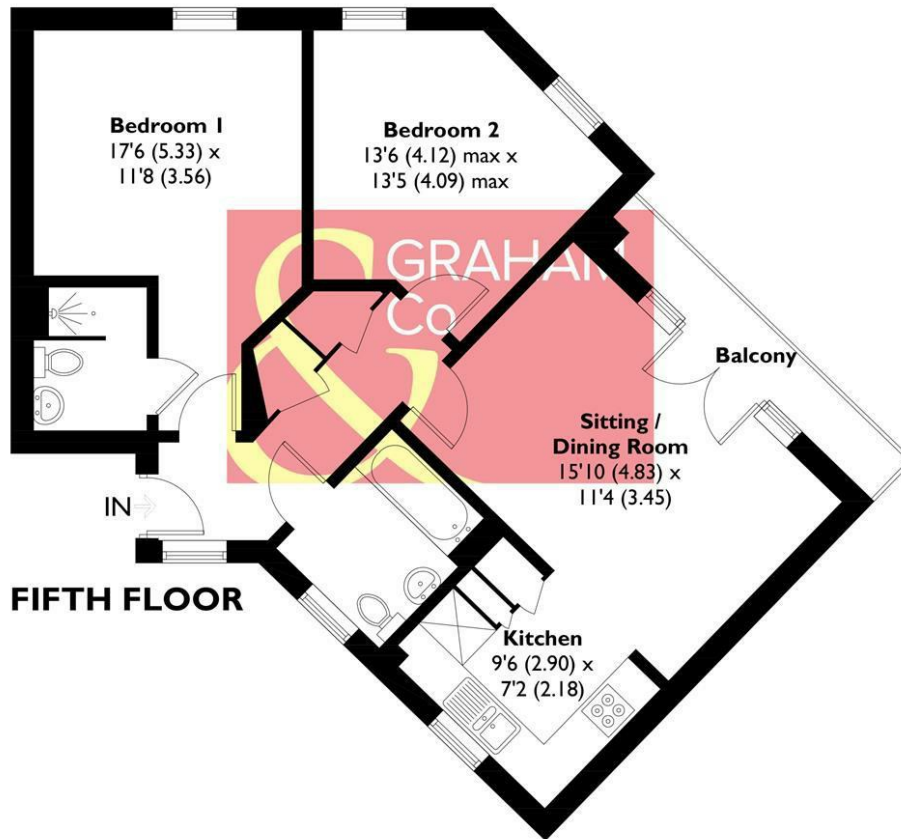 Bedroom 1
17'6 (5.33) x
11'8 (3.56)
Bedroom 2
13'6 (4.12) max x
13'5 (4.09) max
GRAHAM
& Co
Balcony
Sitting /
Dining Room
15'10 (4.83) x
11'4 (3.45)
IN
FIFTH FLOOR
Kitchen
9'6 (2.90) x
7'2 (2.18)